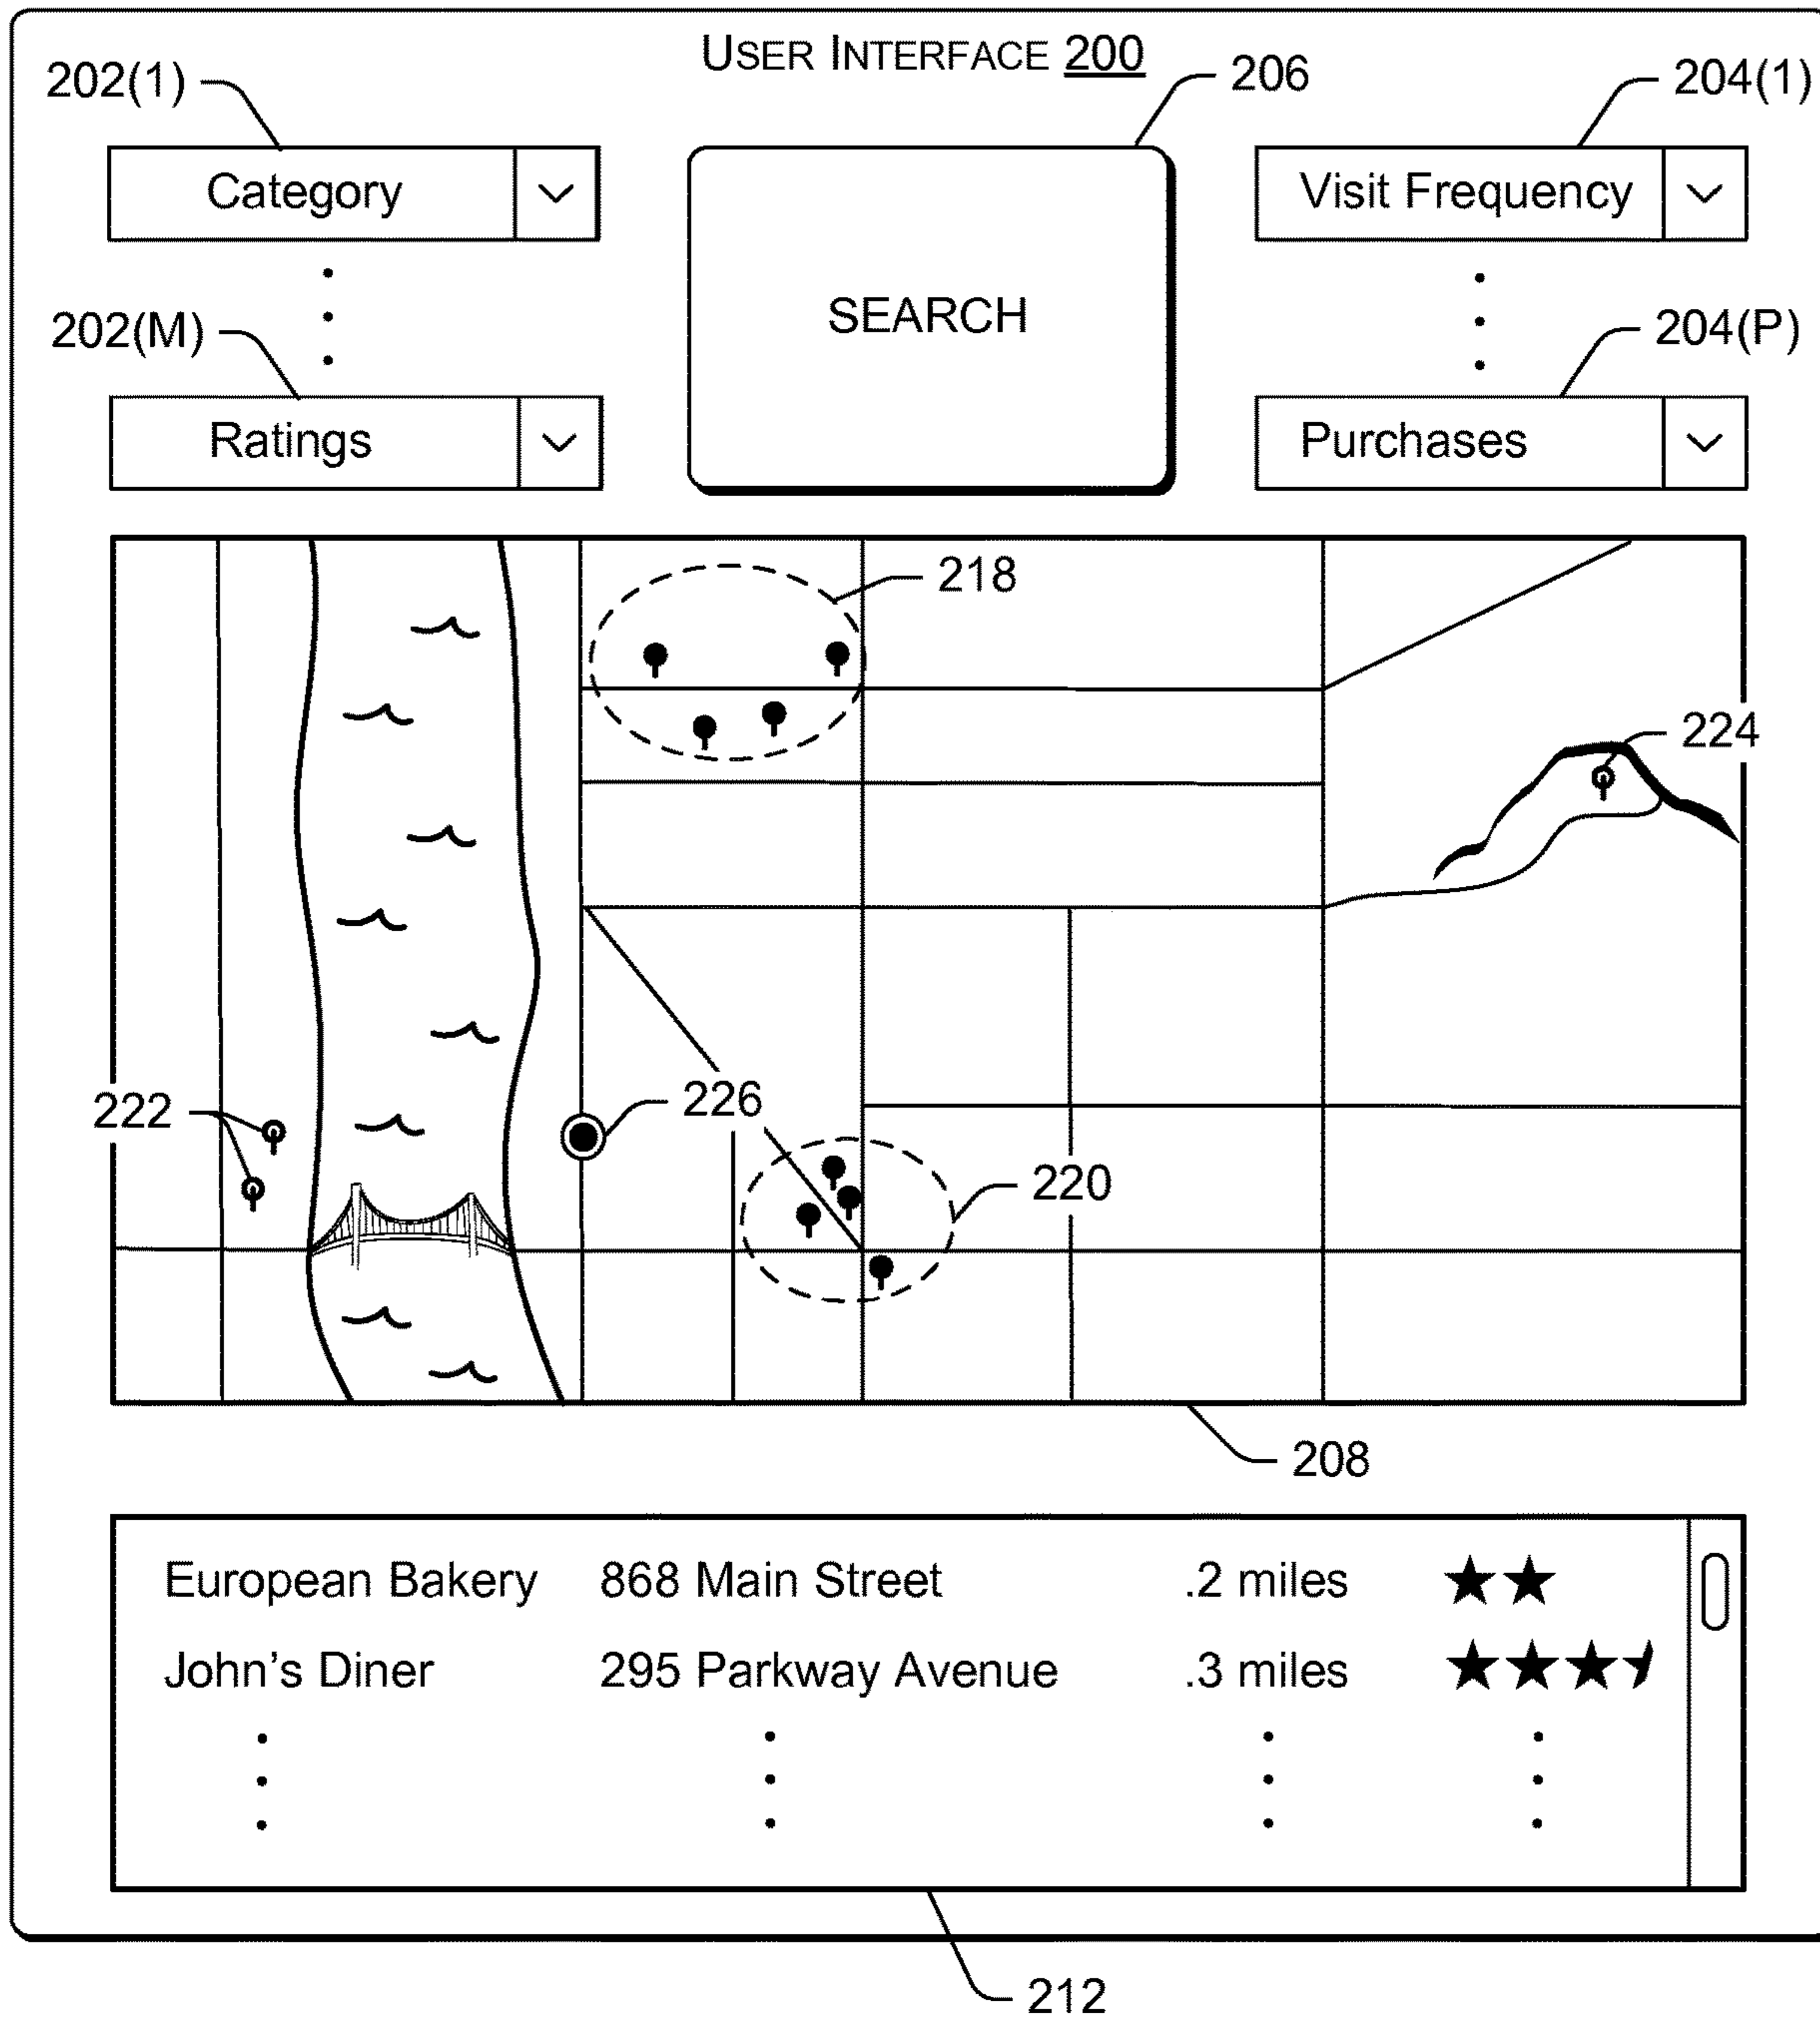 USER INTERFACE 200
202(1)
206
204(1)
Category
Visit Frequency
SEARCH
202(M)
204(P)
Ratings
Purchases
218
224
222
226
220
208
European Bakery 868 Main Street .2 miles
John's Diner 295 Parkway Avenue .3 miles
212